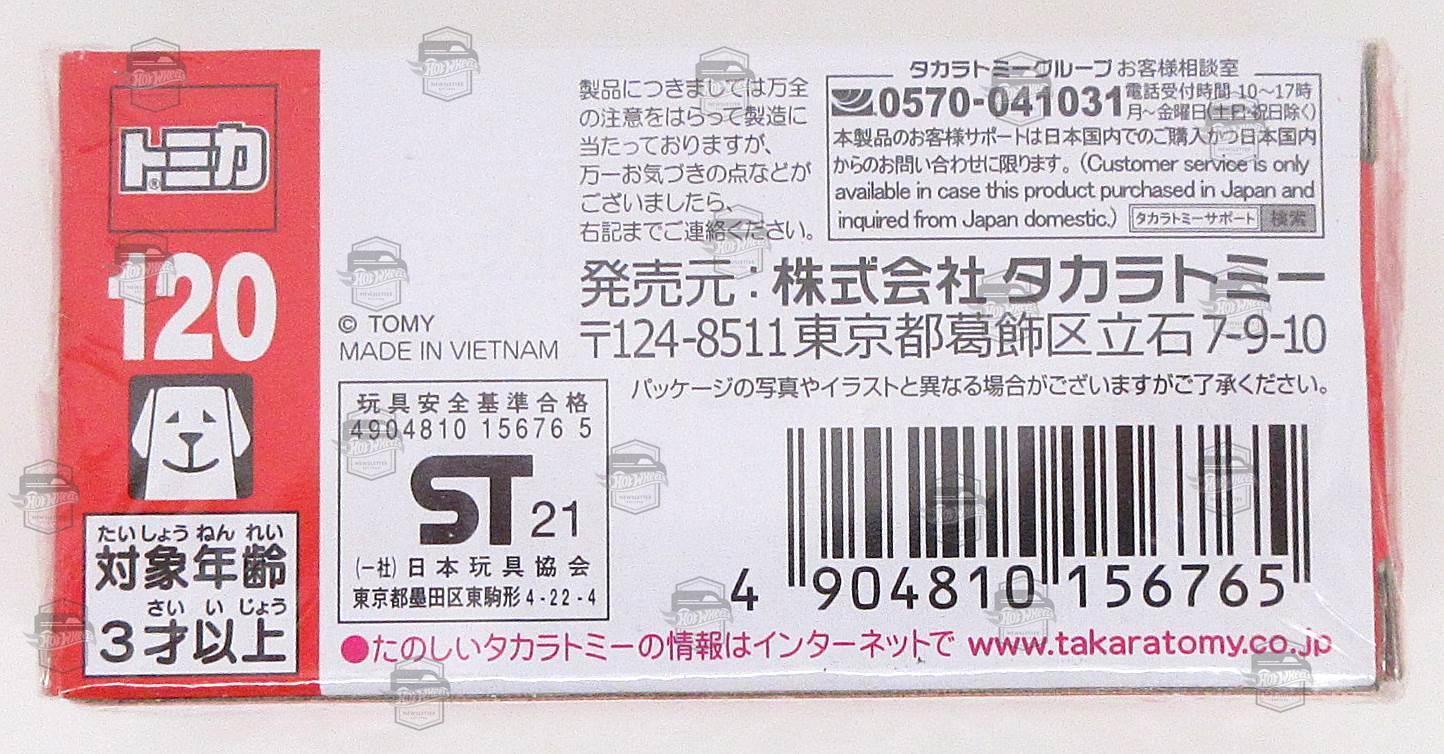 トミカ®
120
たいしょう ねん れい
対象年齢
さい い じょう
3才以上
© TOMY
MADE IN VIETNAM
玩具安全基準合格
4904810 15676 5
ST 21
(一社)日本玩具協会
東京都墨田区東駒形4-22-4
製品につきましては万全
の注意をはらって製造に
当たっておりますが、
万一お気づきの点などが
ございましたら、
右記までご連絡ください。
タカラトミーグループ お客様相談室
0570-041031 電話受付時間 10〜17時
月〜金曜日(土・日・祝日除く)
本製品のお客様サポートは日本国内でのご購入かつ日本国内
からのお問い合わせに限ります。(Customer service is only
available in case this product purchased in Japan and
inquired from Japan domestic.) タカラトミーサポート 検索
発売元:株式会社 タカラトミー
〒124-8511 東京都葛飾区立石 7-9-10
パッケージの写真やイラストと異なる場合がございますがご了承ください。
4 904810 156765
●たのしいタカラトミーの情報はインターネットで www.takaratomy.co.jp
Hot Wheels
NEWSLETTER